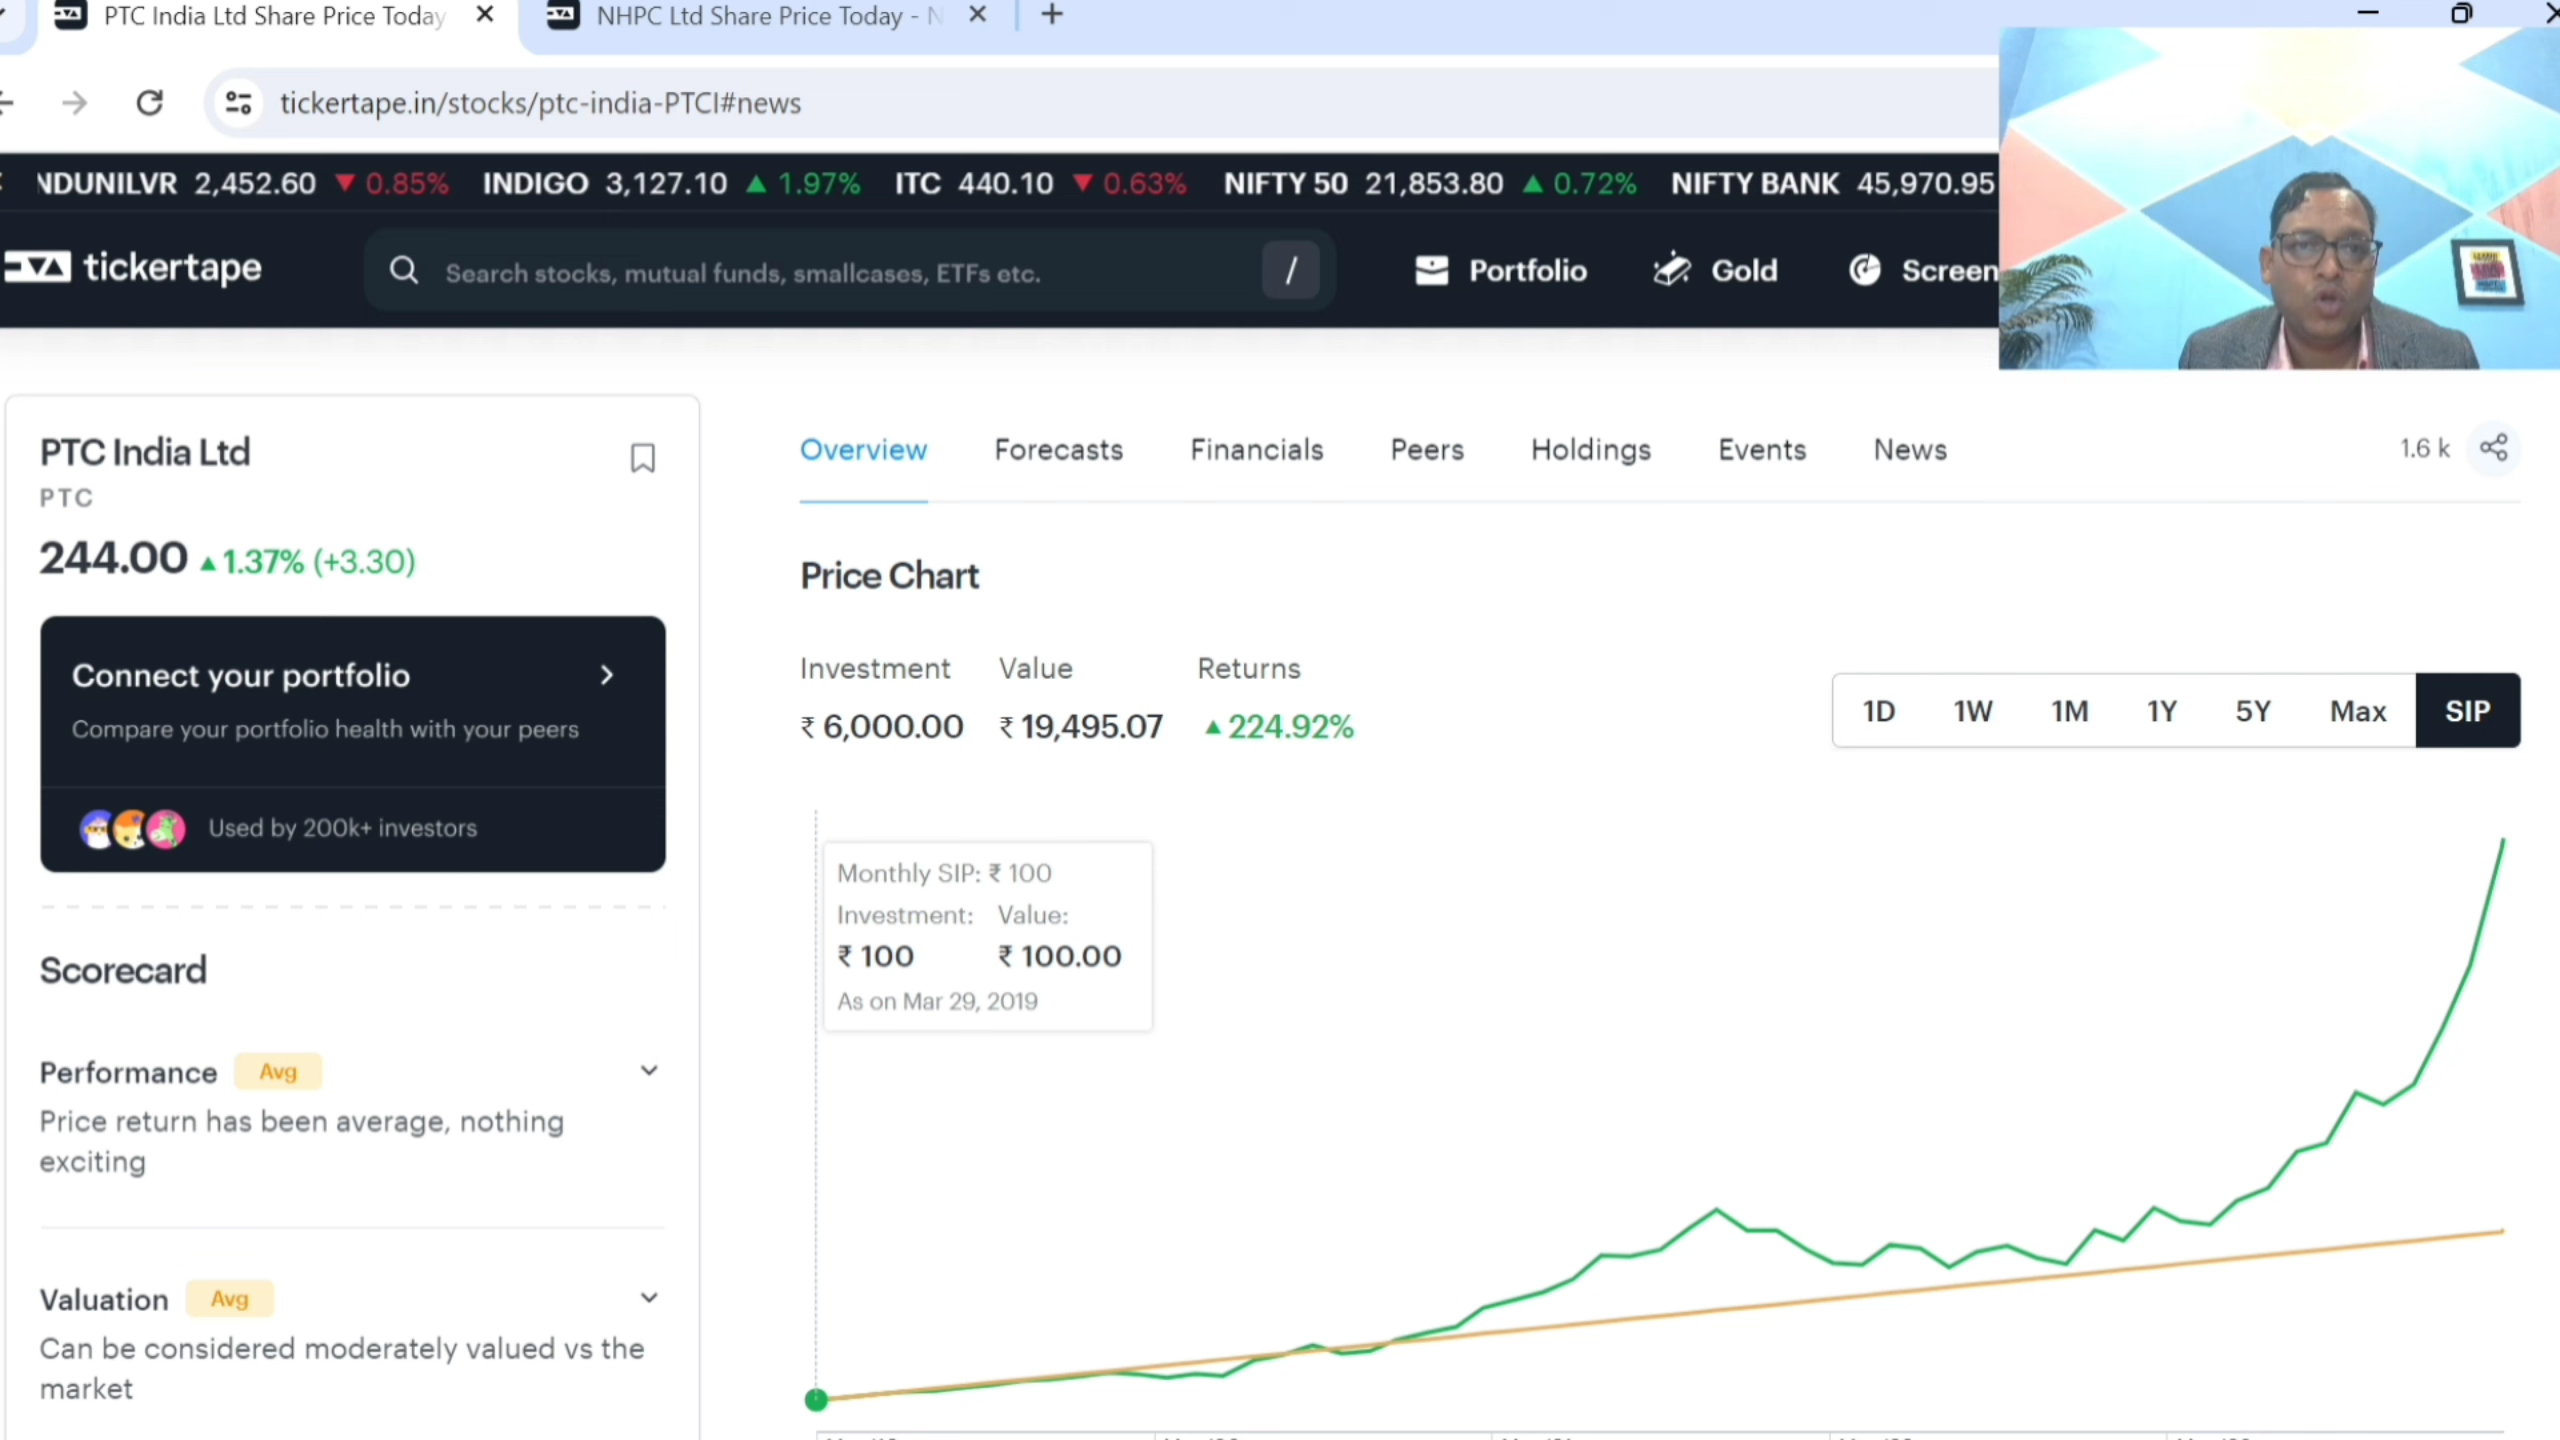 PTC India Ltd Share Price Today
NHPC Ltd Share Price Today -
tickertape.in/stocks/ptc-india-PTCI#news
NDUNILVR 2,452.60 ▼ 0.85% INDIGO 3,127.10 ▲ 1.97% ITC 440.10 ▼ 0.63% NIFTY 50 21,853.80 ▲ 0.72% NIFTY BANK 45,970.95
tickertape
Search stocks, mutual funds, smallcases, ETFs etc.
/
Portfolio
Gold
Screen
PTC India Ltd
PTC
244.00 ▲ 1.37% (+3.30)
Connect your portfolio
Compare your portfolio health with your peers
Used by 200k+ investors
Scorecard
Performance Avg
Price return has been average, nothing
exciting
Valuation Avg
Can be considered moderately valued vs the
market
Overview Forecasts Financials Peers Holdings Events News
1.6 k
Price Chart
Investment Value Returns
₹ 6,000.00 ₹ 19,495.07 ▲ 224.92%
1D 1W 1M 1Y 5Y Max SIP
Monthly SIP: ₹ 100
Investment: Value:
₹ 100 ₹ 100.00
As on Mar 29, 2019